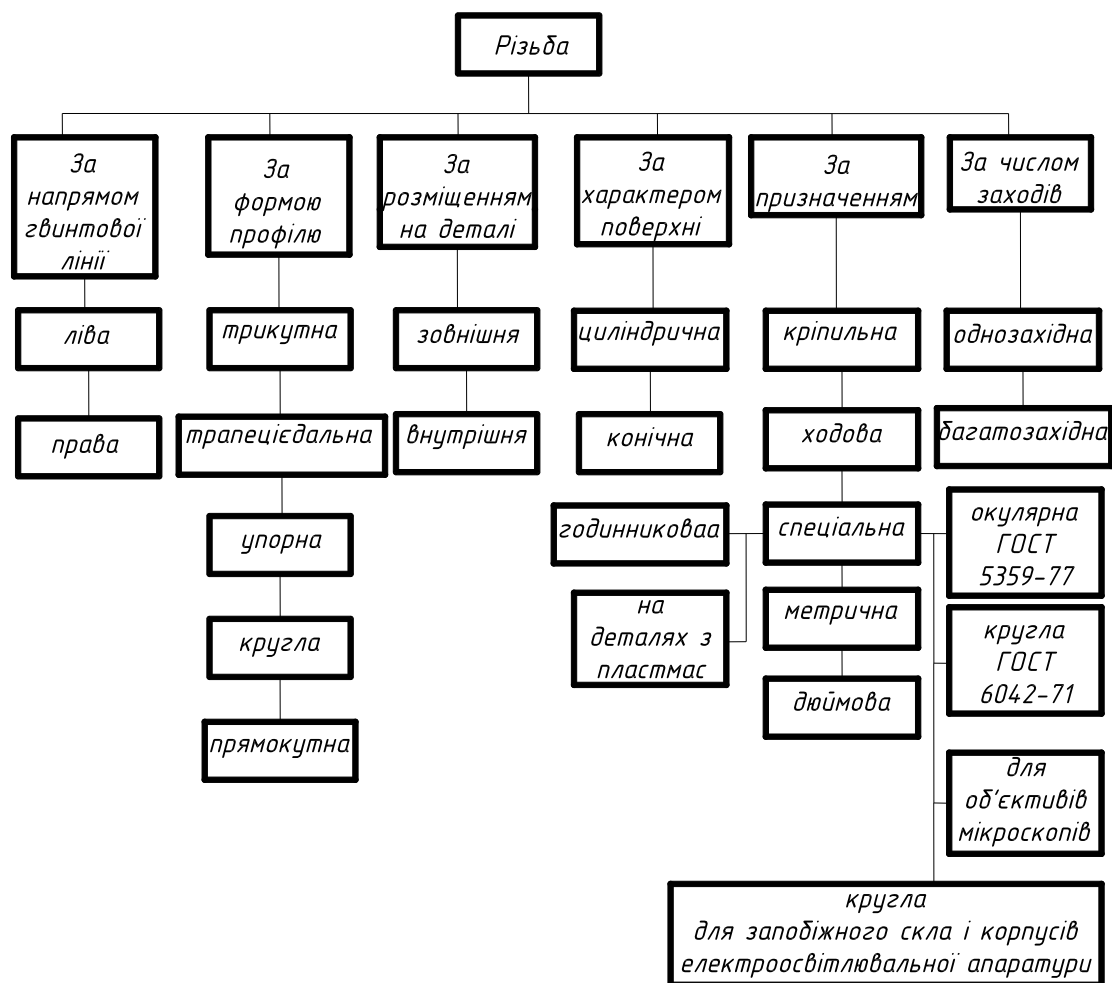 Різьба
За
напрямом
гвинтової
лінії
За
формою
профілю
За
розміщенням
на деталі
За
характером
поверхні
За
призначенням
За числом
заходів
ліва
трикутна
зовнішня
циліндрична
кріпильна
однозахідна
права
трапецієдальна
внутрішня
конічна
ходова
багатозахідна
упорна
годинниковаа
спеціальна
окулярна
ГОСТ
5359-77
кругла
на
деталях з
пластмас
метрична
кругла
ГОСТ
6042-71
прямокутна
дюймова
для
об'єктивів
мікроскопів
кругла
для запобіжного скла і корпусів
електроосвітлювальної апаратури